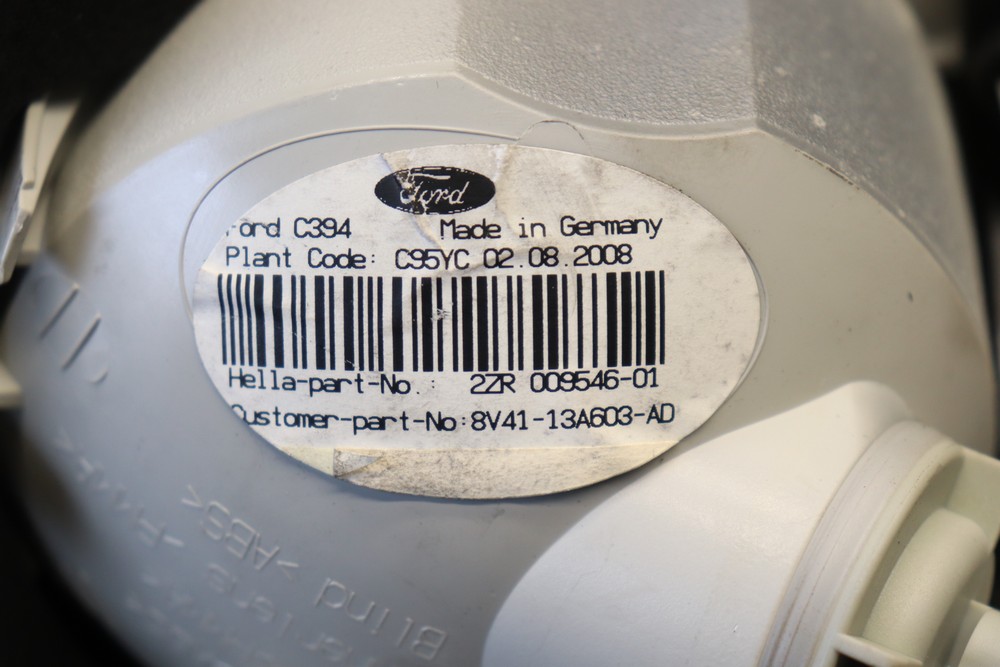 Ford
Ford C394 Made in Germany
Plant Code: C95YC 02.08.2008
Hella-part-No.: 2ZR 009546-01
Customer-part-No:8V41-13A603-AD
Blind >ABS<